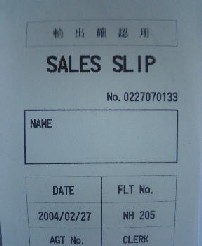 輸出確認用
SALES SLIP
No. 0227070133
NAME
DATE FLT No.
2004/02/27 NH 205
AGT No. CLERK